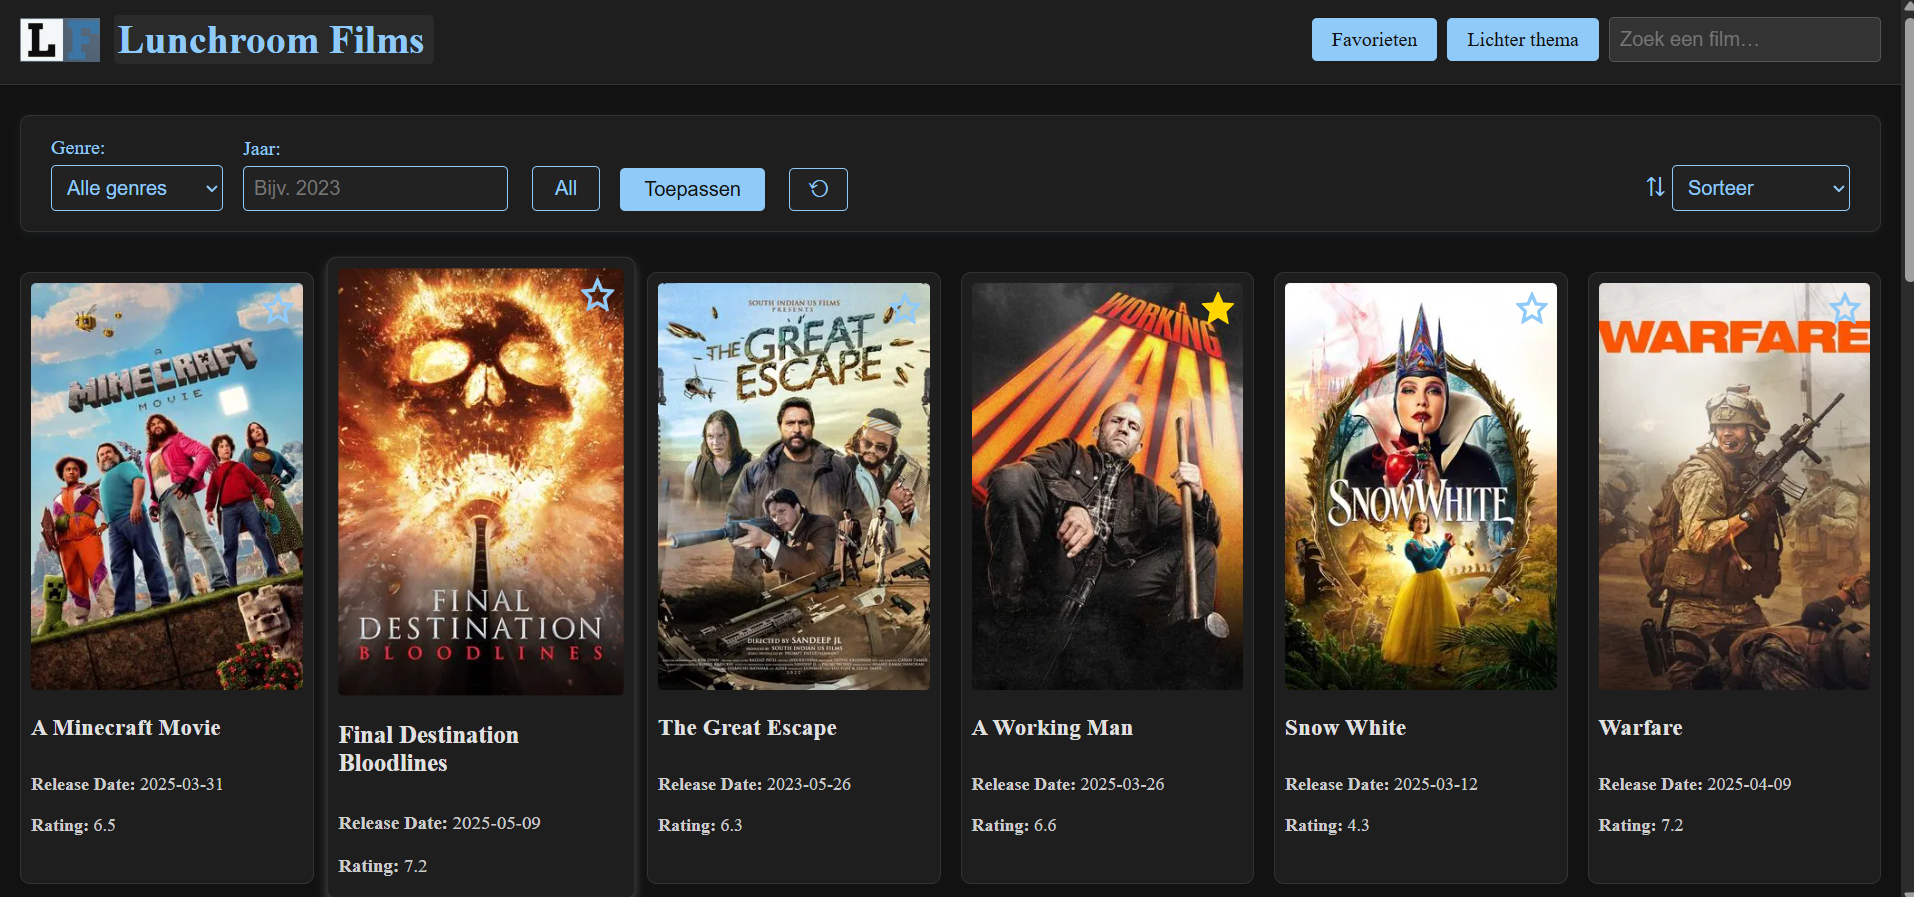 LF
Lunchroom Films
Favorieten
Lichter thema
Zoek een film…
Genre:
Alle genres
Jaar:
Bijv. 2023
All
Toepassen
Sorteer
A
MINECRAFT
MOVIE
FINAL
DESTINATION
BLOODLINES
SOUTH INDIAN US FILMS
PRESENTS
THE GREAT
ESCAPE
DIRECTED BY SANDEEP JL
SOUTH INDIAN US FILMS
A
WORKING
MAN
SNOW WHITE
WARFARE
A Minecraft Movie
Release Date: 2025-03-31
Rating: 6.5
Final Destination
Bloodlines
Release Date: 2025-05-09
Rating: 7.2
The Great Escape
Release Date: 2023-05-26
Rating: 6.3
A Working Man
Release Date: 2025-03-26
Rating: 6.6
Snow White
Release Date: 2025-03-12
Rating: 4.3
Warfare
Release Date: 2025-04-09
Rating: 7.2